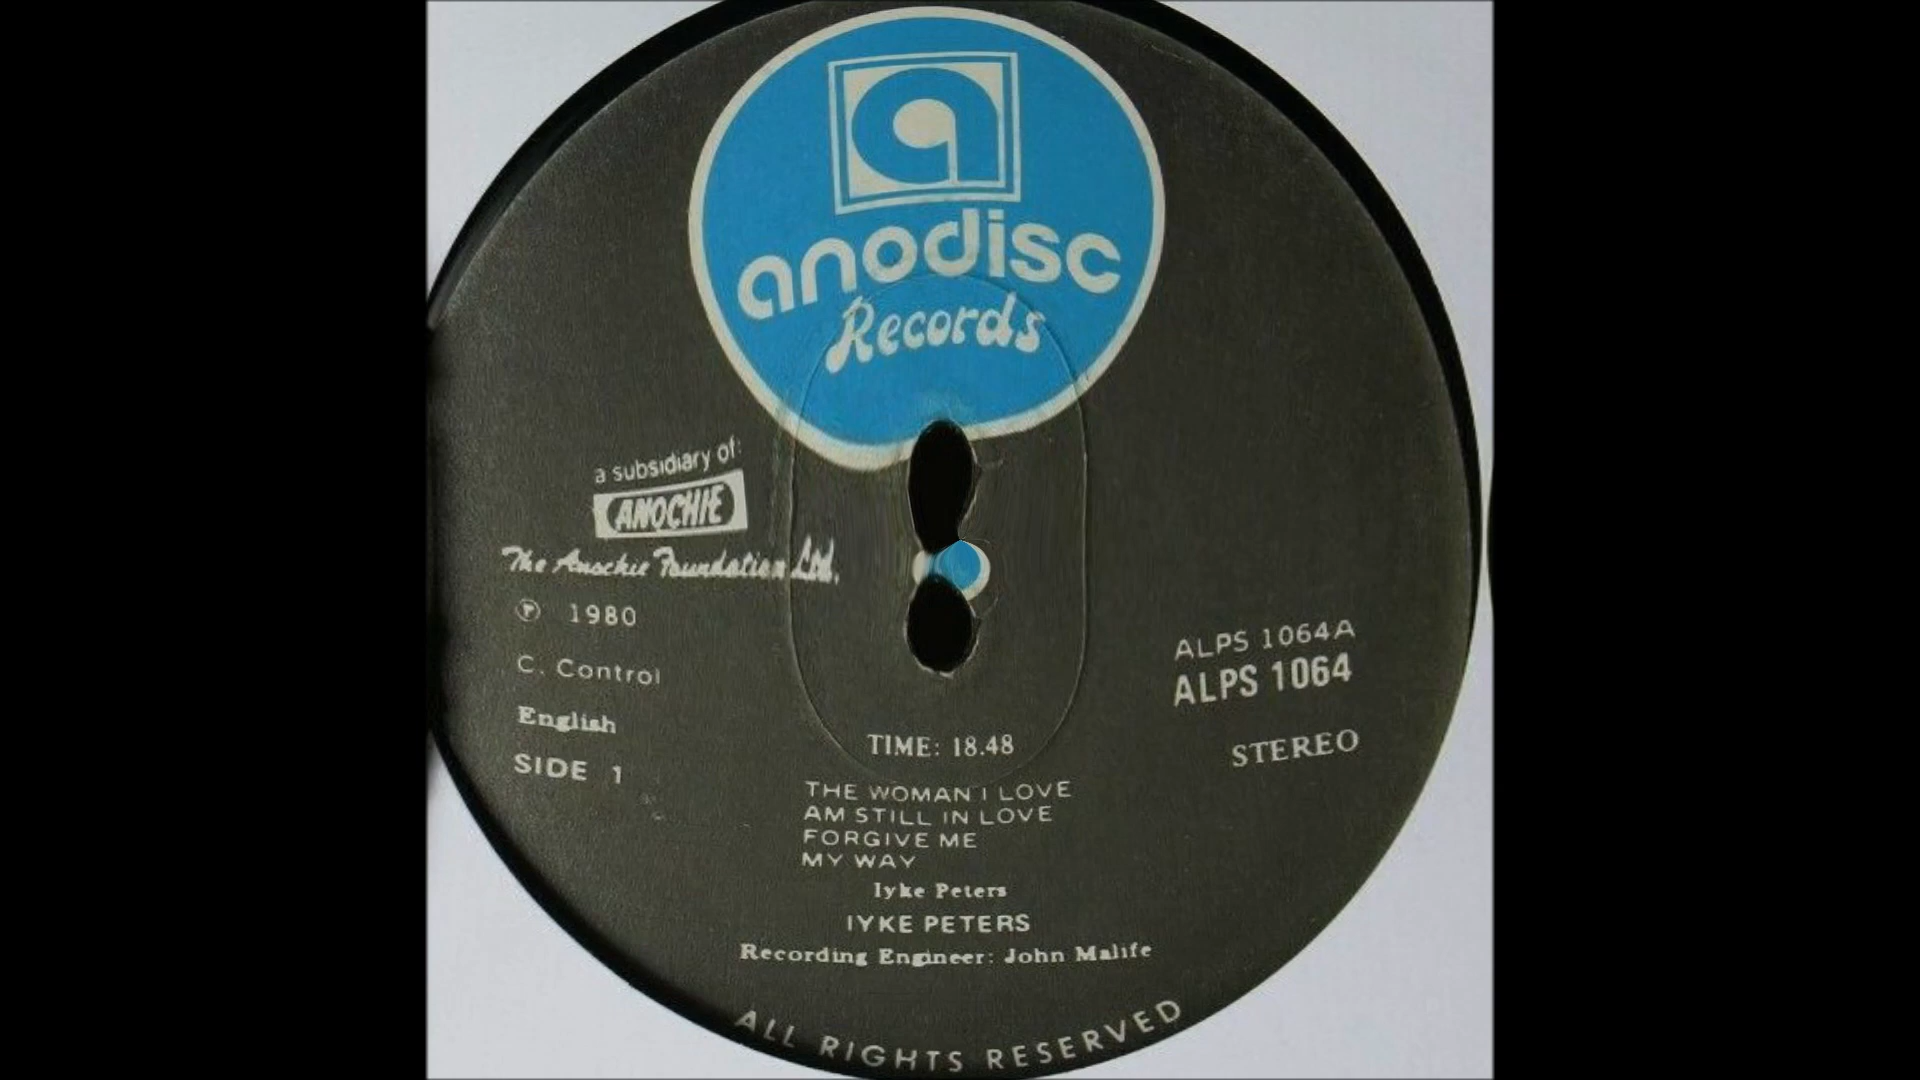 a
anodisc
Records
a subsidiary of:
ANOCHIE
The Anochie Foundation Ltd.
Ⓟ 1980
C. Control
English
SIDE 1
ALPS 1064A
ALPS 1064
STEREO
TIME: 18.48
THE WOMAN I LOVE
AM STILL IN LOVE
FORGIVE ME
MY WAY
Iyke Peters
IYKE PETERS
Recording Engineer: John Malife
ALL RIGHTS RESERVED